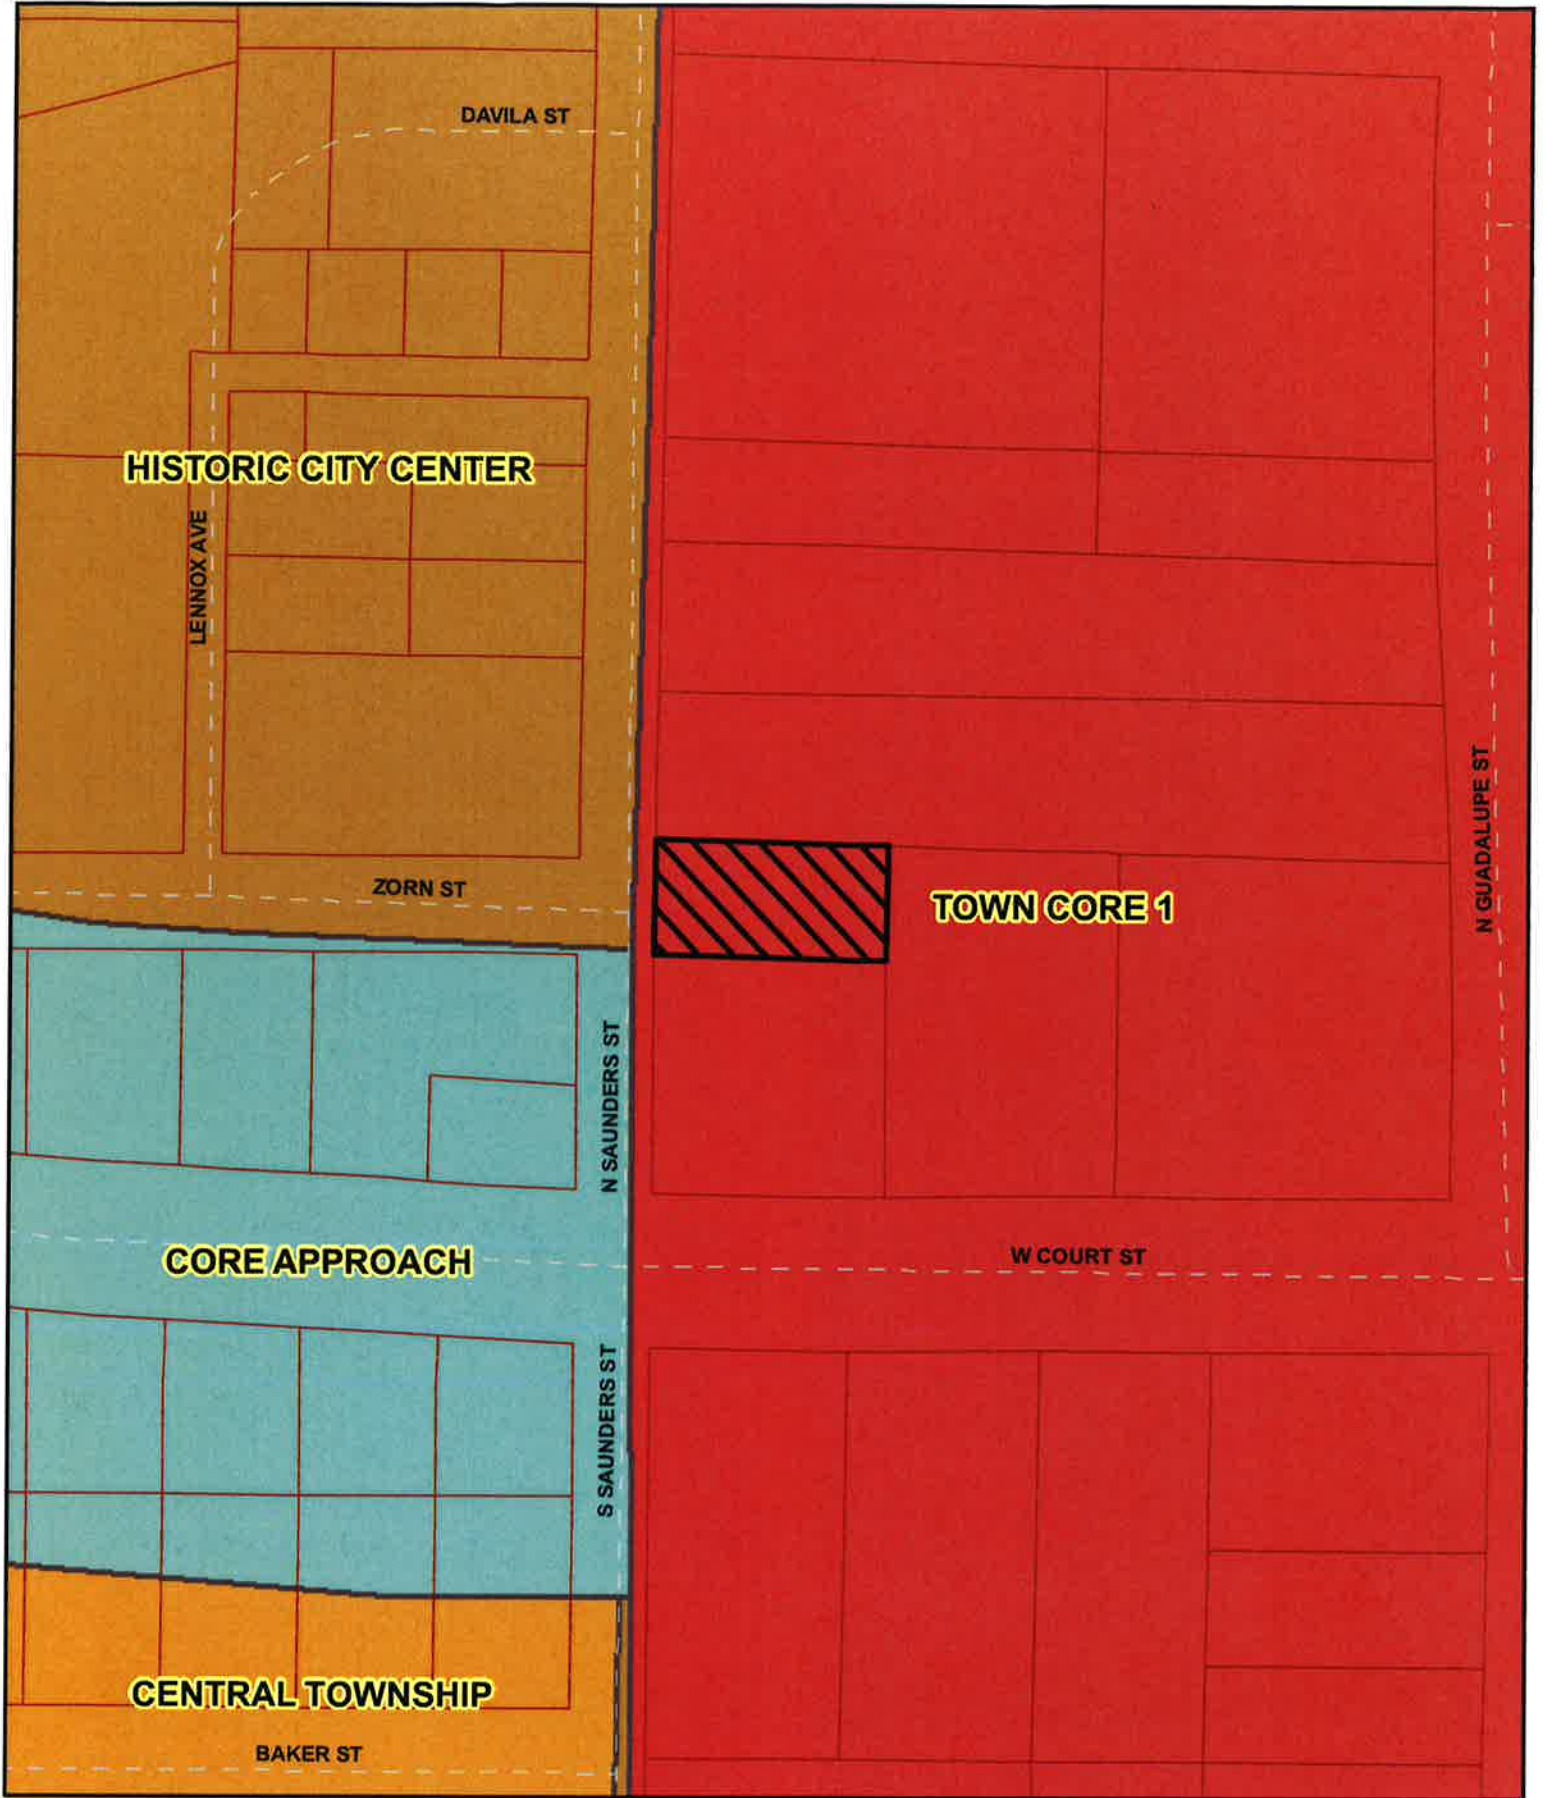 DAVILA ST
HISTORIC CITY CENTER
LENNOX AVE
N GUADALUPE ST
ZORN ST
TOWN CORE 1
N SAUNDERS ST
CORE APPROACH
W COURT ST
S SAUNDERS ST
CENTRAL TOWNSHIP
BAKER ST